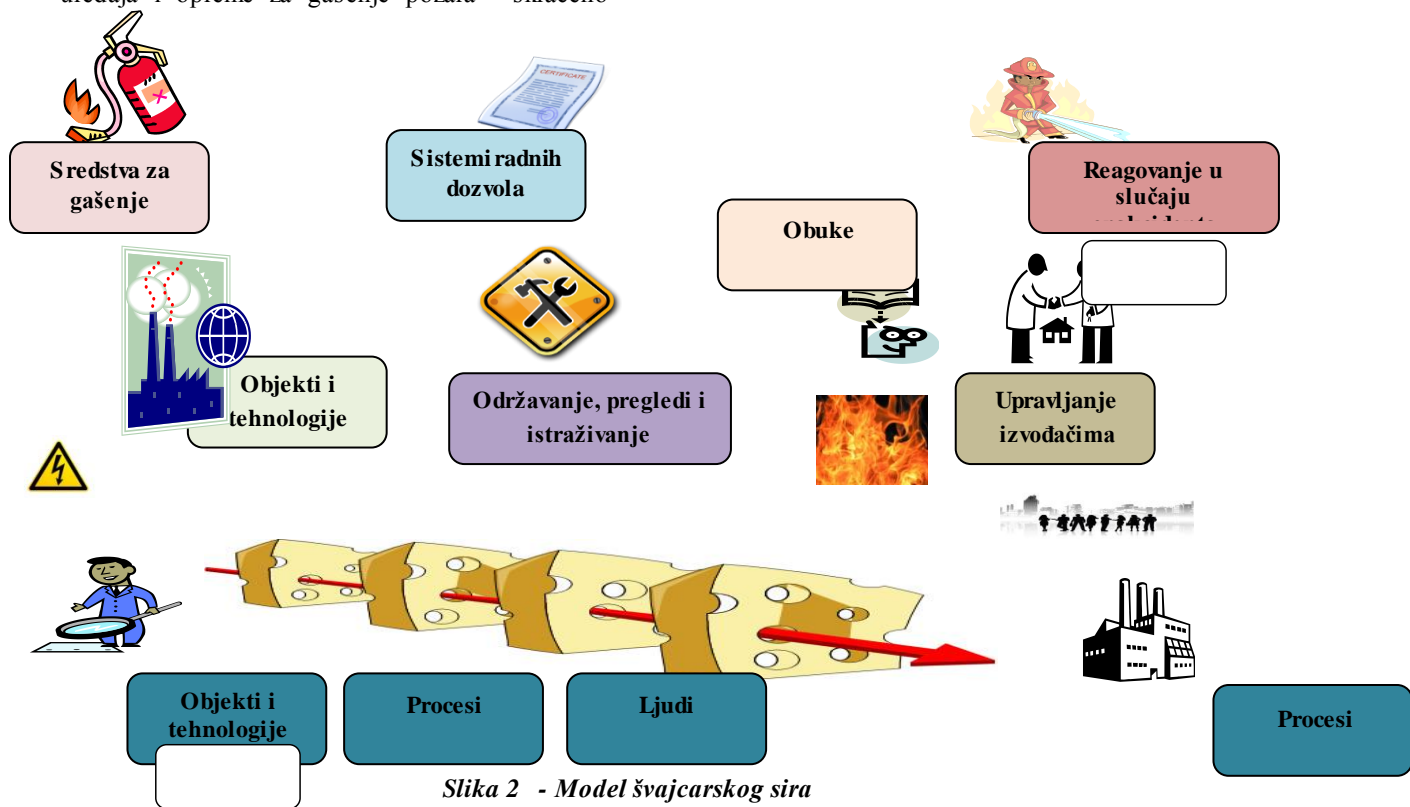 CERTIFICATE
Sredstva za
gašenje
Sistemi radnih
dozvola
Reagovanje u
slučaju
Obuke
Objekti i
tehnologije
Održavanje, pregledi i
istraživanje
Upravljanje
izvođačima
Objekti i
tehnologije
Procesi
Ljudi
Procesi
Slika 2 - Model švajcarskog sira